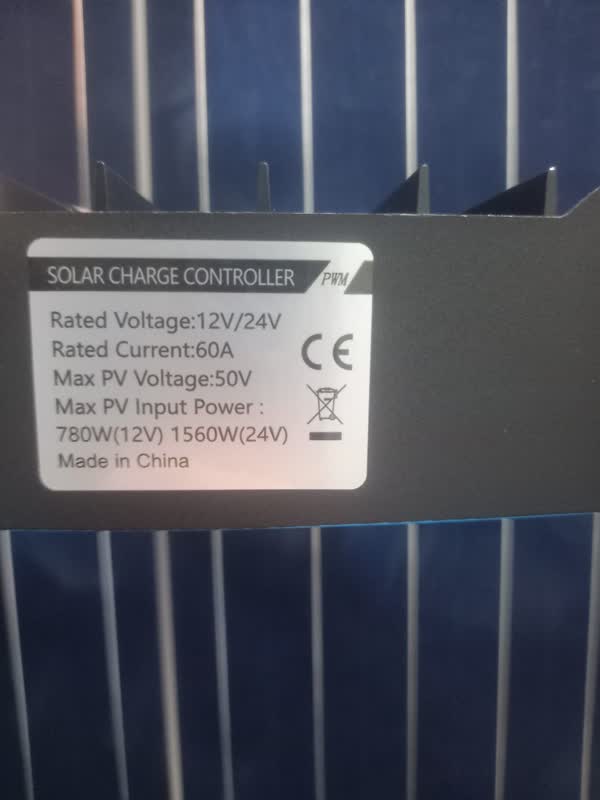 SOLAR CHARGE CONTROLLER PWM
Rated Voltage:12V/24V
Rated Current:60A
Max PV Voltage:50V
Max PV Input Power :
780W(12V) 1560W(24V)
Made in China
CE